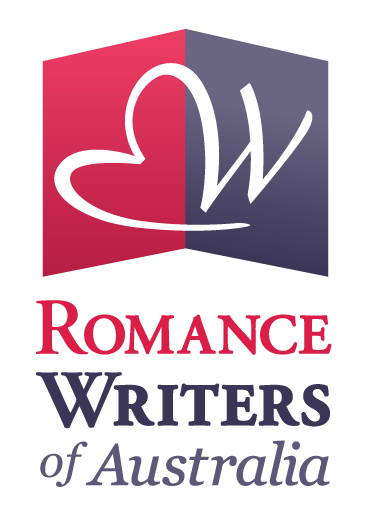 W
ROMANCE
WRITERS
of Australia